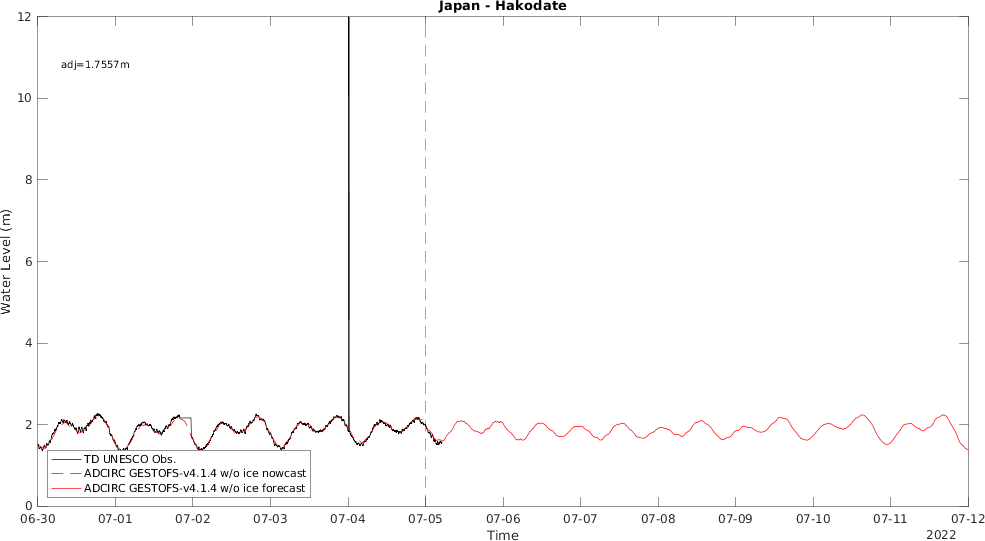 Japan - Hakodate
12
adj=1.7557m
10
8
6
4
2
0
Water Level (m)
TD UNESCO Obs.
ADCIRC GESTOFS-v4.1.4 w/o ice nowcast
ADCIRC GESTOFS-v4.1.4 w/o ice forecast
06-30 07-01 07-02 07-03 07-04 07-05 07-06 07-07 07-08 07-09 07-10 07-11 07-12
Time
2022